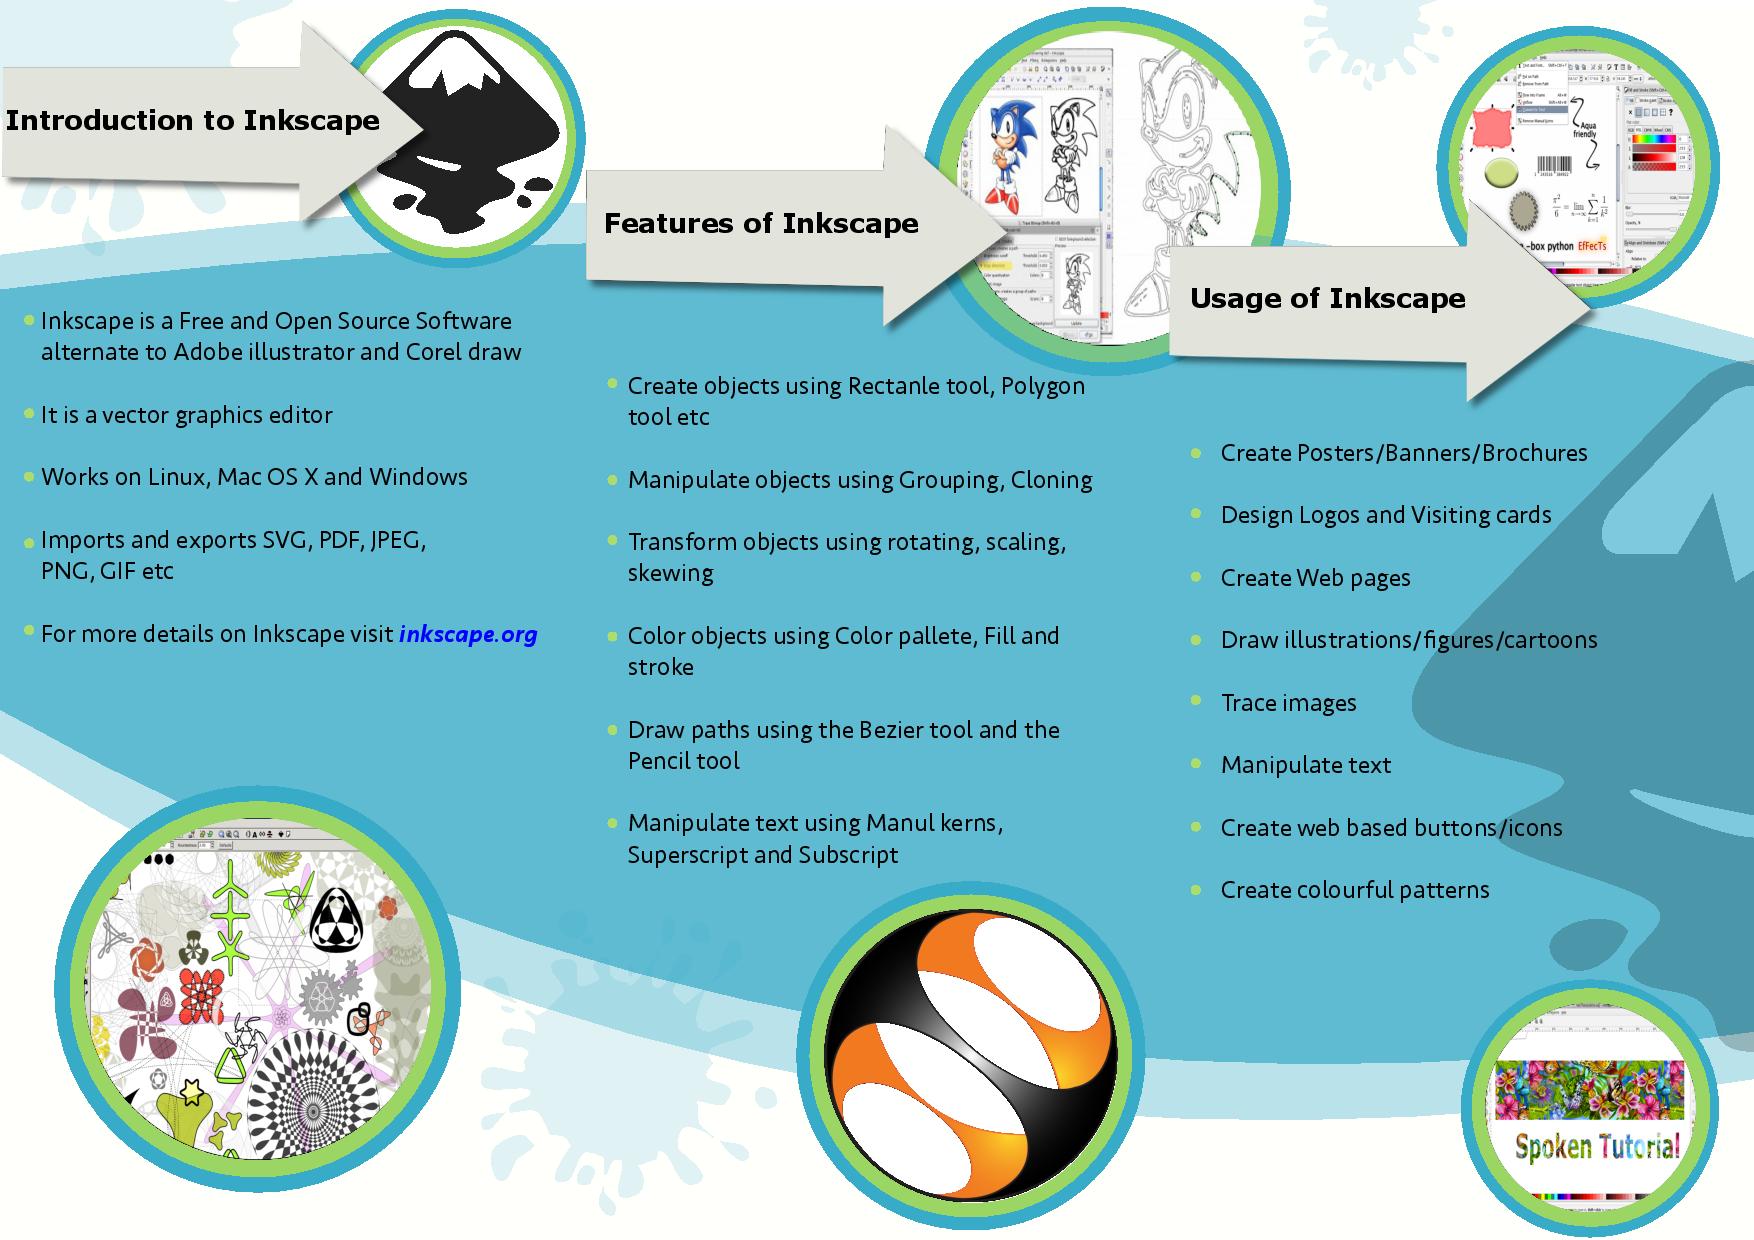 Introduction to Inkscape
Inkscape is a Free and Open Source Software
alternate to Adobe illustrator and Corel draw
It is a vector graphics editor
Works on Linux, Mac OS X and Windows
Imports and exports SVG, PDF, JPEG,
PNG, GIF etc
For more details on Inkscape visit inkscape.org
Features of Inkscape
Create objects using Rectanle tool, Polygon
tool etc
Manipulate objects using Grouping, Cloning
Transform objects using rotating, scaling,
skewing
Color objects using Color pallete, Fill and
stroke
Draw paths using the Bezier tool and the
Pencil tool
Manipulate text using Manul kerns,
Superscript and Subscript
Aqua
friendly
-box python EffecTs
Usage of Inkscape
Create Posters/Banners/Brochures
Design Logos and Visiting cards
Create Web pages
Draw illustrations/figures/cartoons
Trace images
Manipulate text
Create web based buttons/icons
Create colourful patterns
Spoken Tutorial